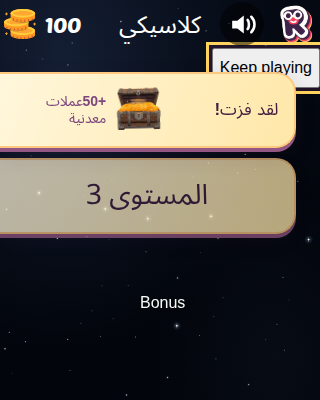 100
كلاسيكي
Keep playing
لقد فزت!
+50عملات
معدنية
المستوى 3
Bonus